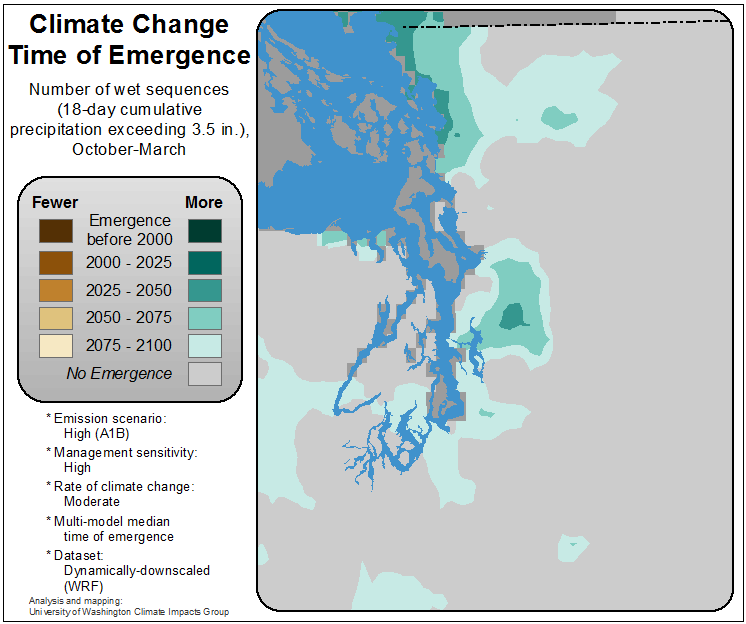 Climate Change
Time of Emergence
Number of wet sequences
(18-day cumulative
precipitation exceeding 3.5 in.),
October-March
Fewer More
Emergence
before 2000
2000 - 2025
2025 - 2050
2050 - 2075
2075 - 2100
No Emergence
* Emission scenario:
High (A1B)
* Management sensitivity:
High
* Rate of climate change:
Moderate
* Multi-model median
time of emergence
* Dataset:
Dynamically-downscaled
(WRF)
Analysis and mapping:
University of Washington Climate Impacts Group